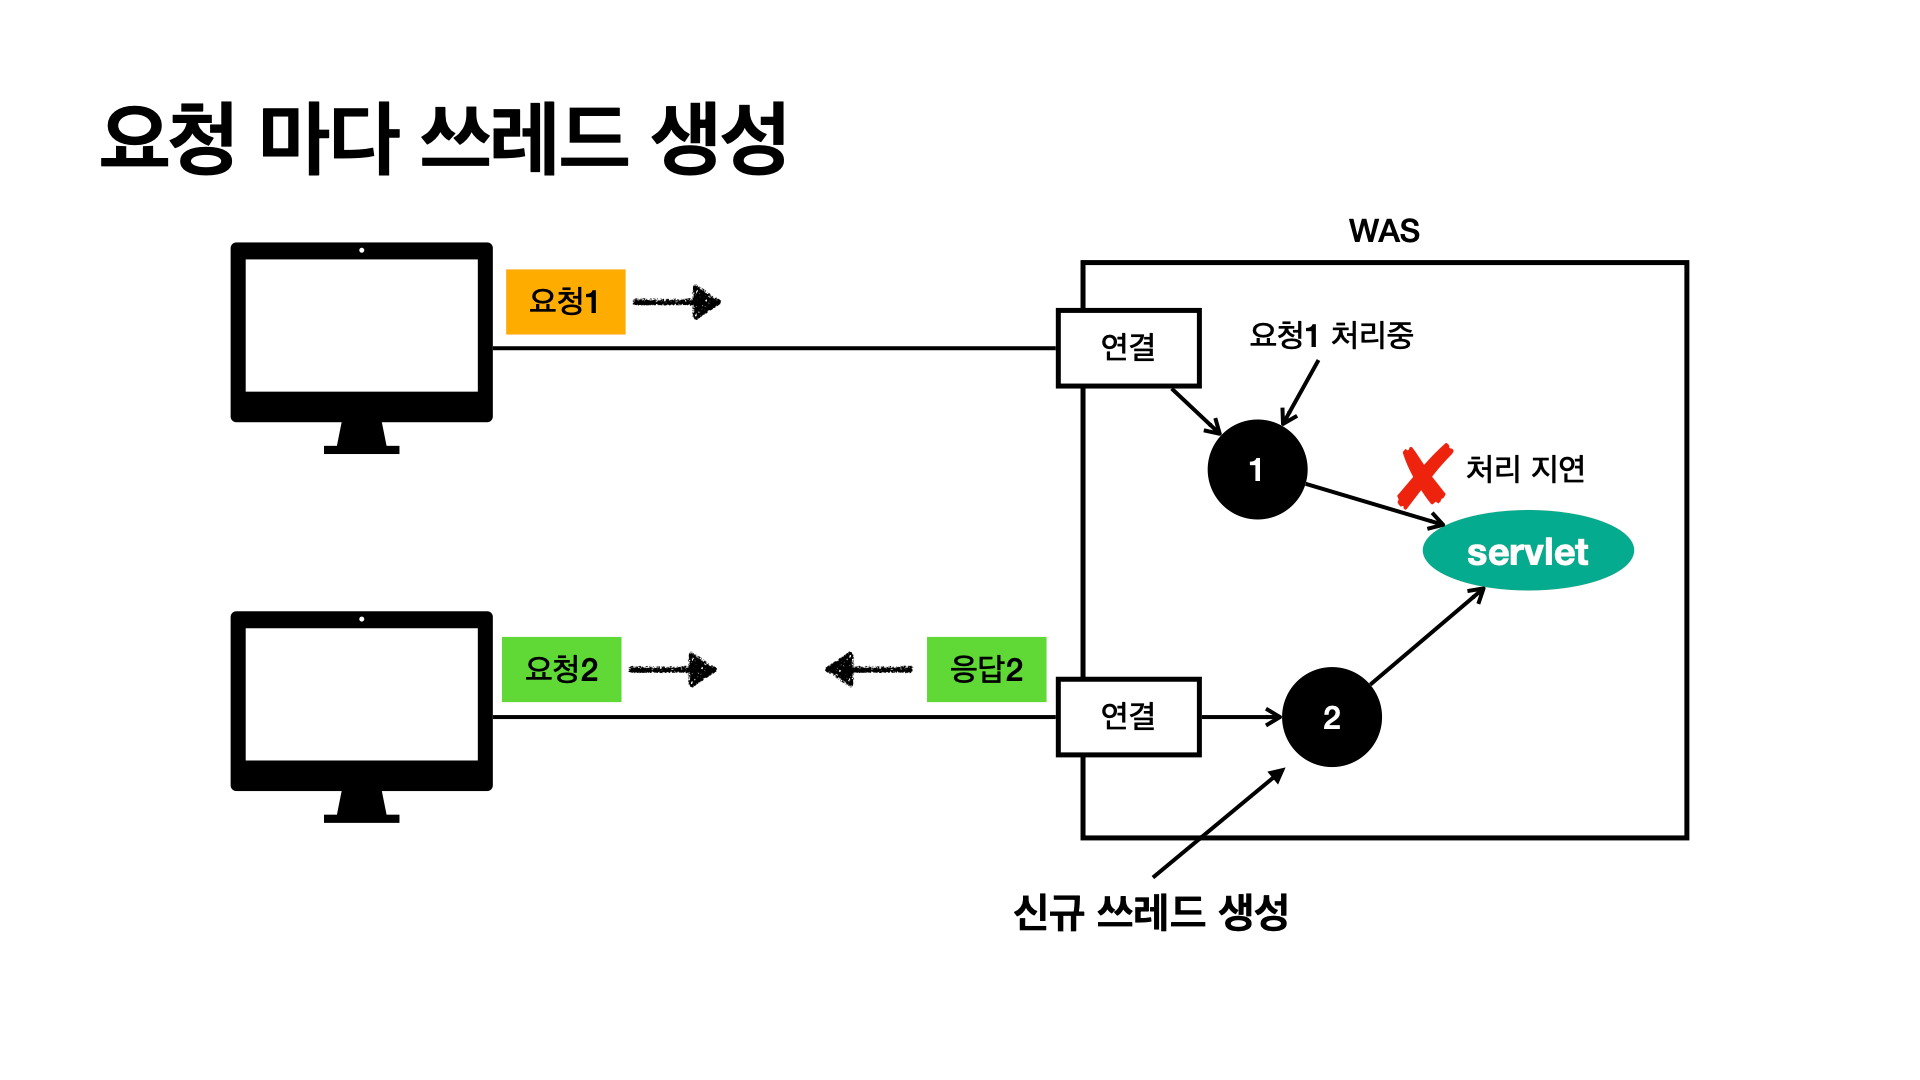 요청 마다 쓰레드 생성
WAS
요청1
연결
요청1 처리중
1
처리 지연
servlet
요청2
응답2
연결
2
신규 쓰레드 생성